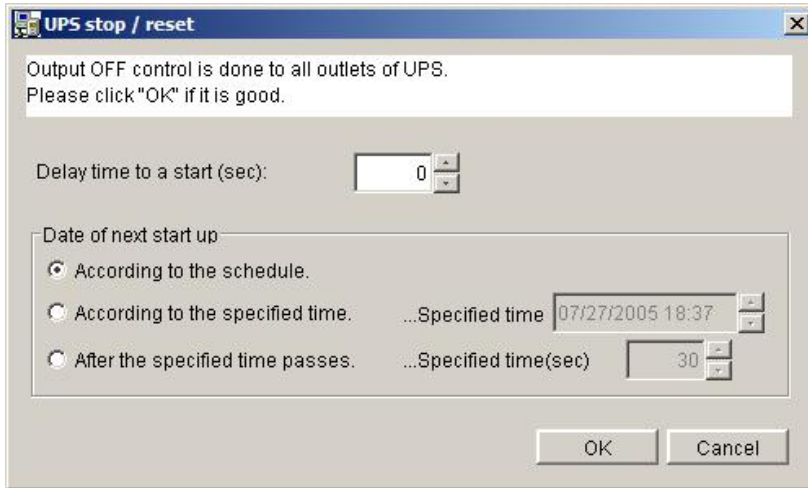 UPS stop / reset
Output OFF control is done to all outlets of UPS.
Please click "OK" if it is good.
Delay time to a start (sec): 0
Date of next start up
According to the schedule.
According to the specified time. ...Specified time 07/27/2005 18:37
After the specified time passes. ...Specified time(sec) 30
OK Cancel